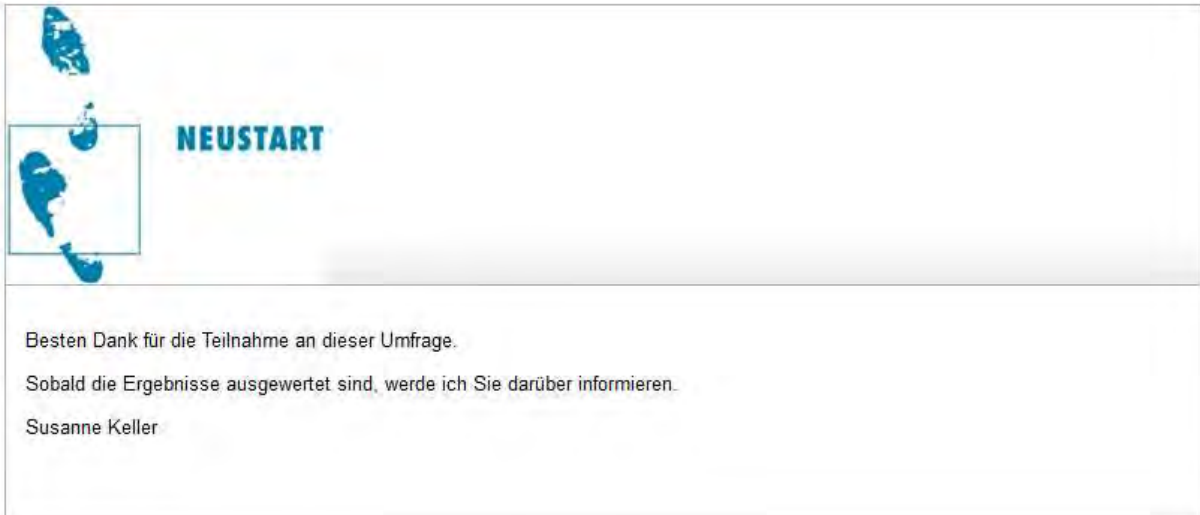 NEUSTART
Besten Dank für die Teilnahme an dieser Umfrage.
Sobald die Ergebnisse ausgewertet sind, werde ich Sie darüber informieren.
Susanne Keller